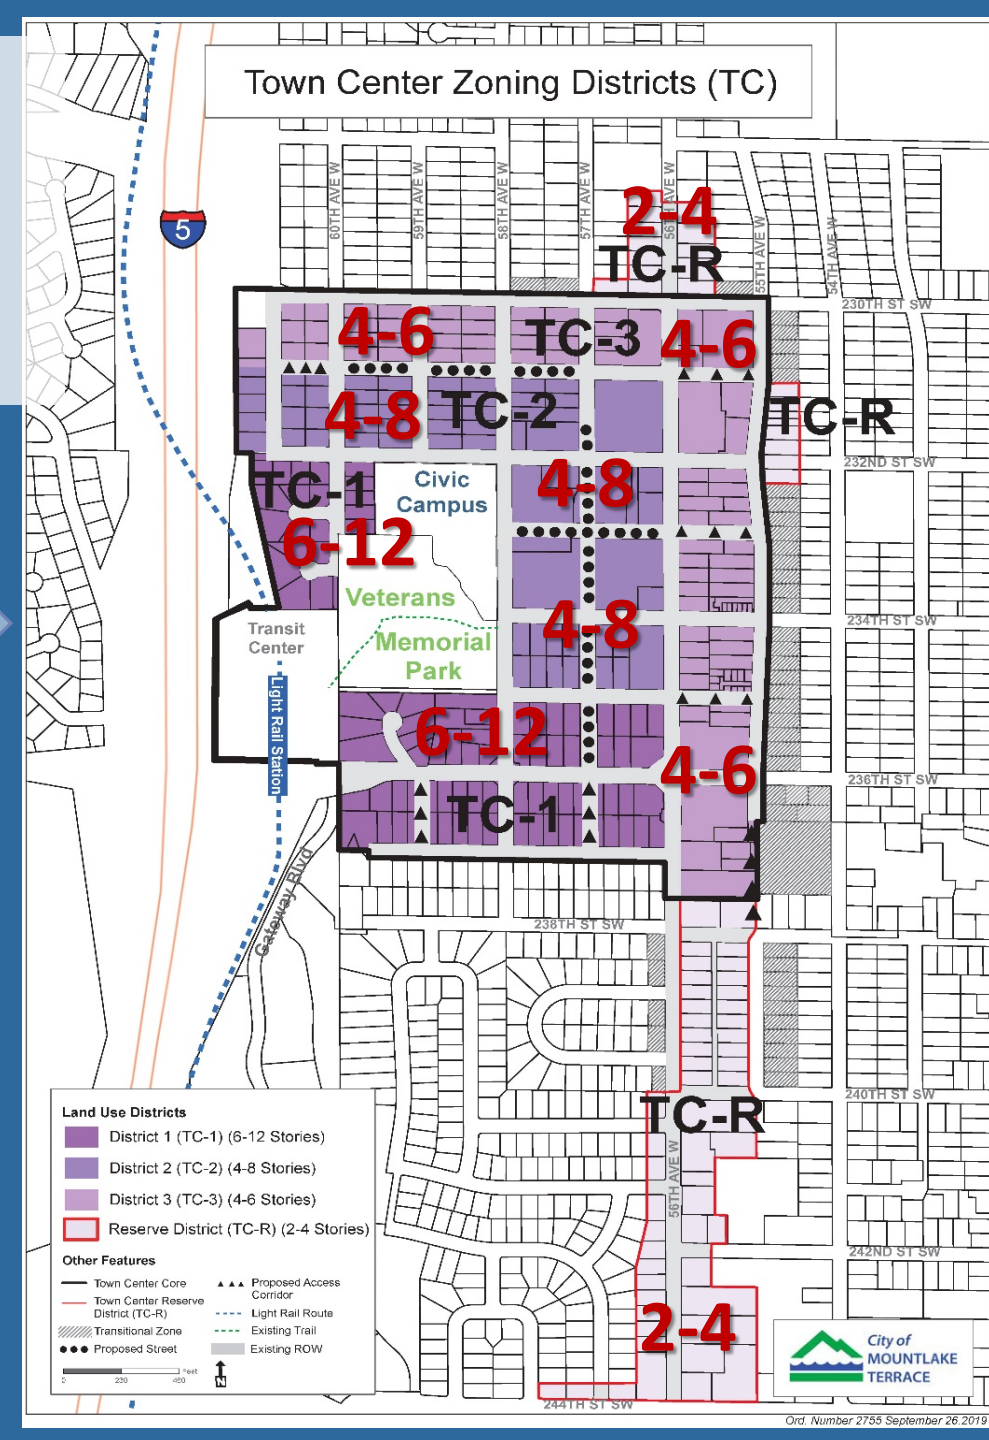 Town Center Zoning Districts (TC)
5
60TH AVE W
59TH AVE W
58TH AVE W
57TH AVE W
56TH AVE W
55TH AVE W
54TH AVE W
2-4
TC-R
230TH ST SW
4-6
TC-3
4-6
4-8
TC-2
TC-R
232ND ST SW
TC-1
Civic
Campus
4-8
6-12
Veterans
Memorial
Park
4-8
234TH ST SW
Transit
Center
Light Rail Station
6-12
4-6
236TH ST SW
TC-1
Gateway Blvd
238TH ST SW
240TH ST SW
TC-R
56TH AVE W
242ND ST SW
2-4
244TH ST SW
Land Use Districts
District 1 (TC-1) (6-12 Stories)
District 2 (TC-2) (4-8 Stories)
District 3 (TC-3) (4-6 Stories)
Reserve District (TC-R) (2-4 Stories)
Other Features
Town Center Core
Town Center Reserve
District (TC-R)
Transitional Zone
Proposed Street
Proposed Access
Corridor
Light Rail Route
Existing Trail
Existing ROW
Feet
0
N
City of
MOUNTLAKE
TERRACE
Ord. Number 2755 September 26.2019